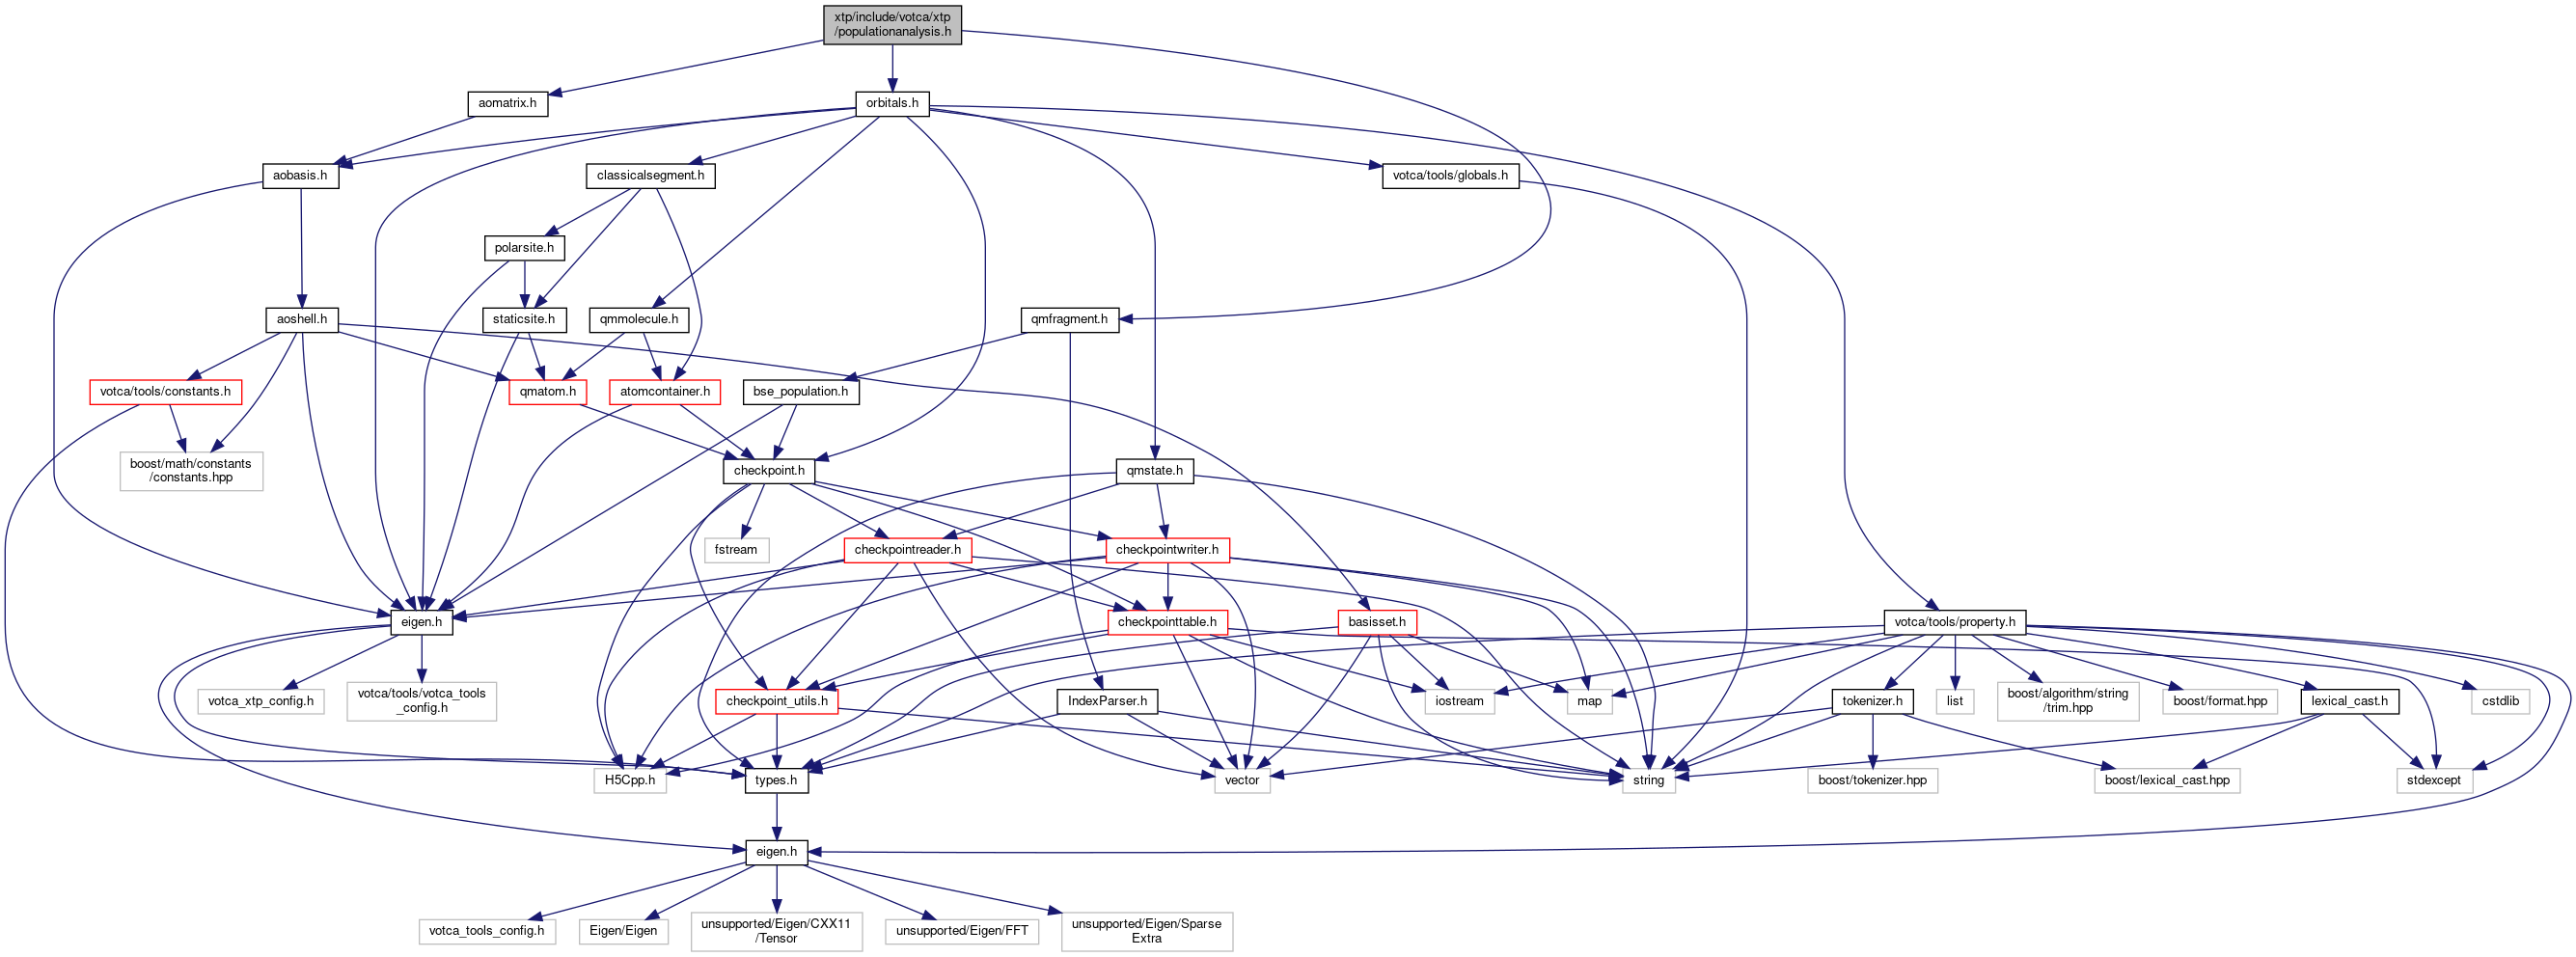 xtp/include/votca/xtp
/populationanalysis.h
aomatrix.h
orbitals.h
aobasis.h
classicalsegment.h
votca/tools/globals.h
polarsite.h
aoshell.h
staticsite.h
qmmolecule.h
qmfragment.h
votca/tools/constants.h
qmatom.h
atomcontainer.h
bse_population.h
boost/math/constants
/constants.hpp
checkpoint.h
qmstate.h
fstream
checkpointreader.h
checkpointwriter.h
eigen.h
checkpointtable.h
basisset.h
votca/tools/property.h
votca_xtp_config.h
votca/tools/votca_tools
_config.h
checkpoint_utils.h
IndexParser.h
iostream
map
tokenizer.h
list
boost/algorithm/string
/trim.hpp
boost/format.hpp
lexical_cast.h
cstdlib
H5Cpp.h
types.h
vector
string
boost/tokenizer.hpp
boost/lexical_cast.hpp
stdexcept
eigen.h
votca_tools_config.h
Eigen/Eigen
unsupported/Eigen/CXX11
/Tensor
unsupported/Eigen/FFT
unsupported/Eigen/Sparse
Extra